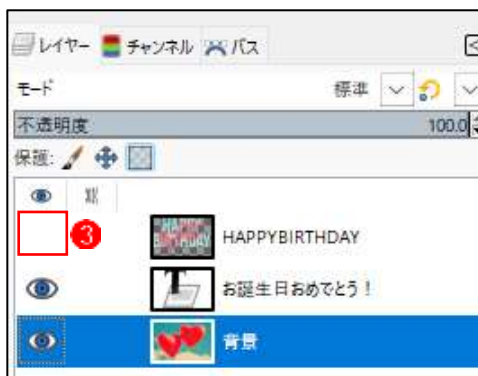 レイヤー チャンネル パス
モード 標準
不透明度 100.0
保護:
3 HAPPYBIRTHDAY
お誕生日おめでとう!
背景